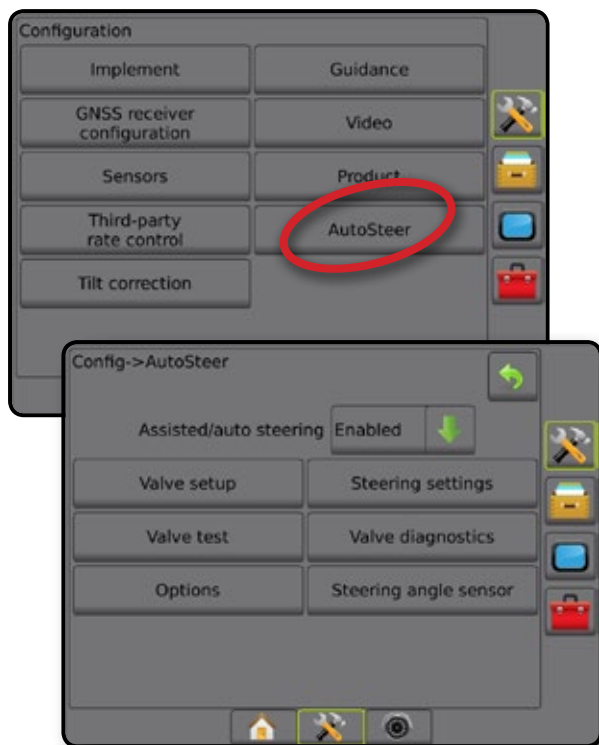 Configuration
Implement
Guidance
GNSS receiver
configuration
Video
Sensors
Product
Third-party
rate control
AutoSteer
Tilt correction
Config->AutoSteer
Assisted/auto steering Enabled
Valve setup
Steering settings
Valve test
Valve diagnostics
Options
Steering angle sensor